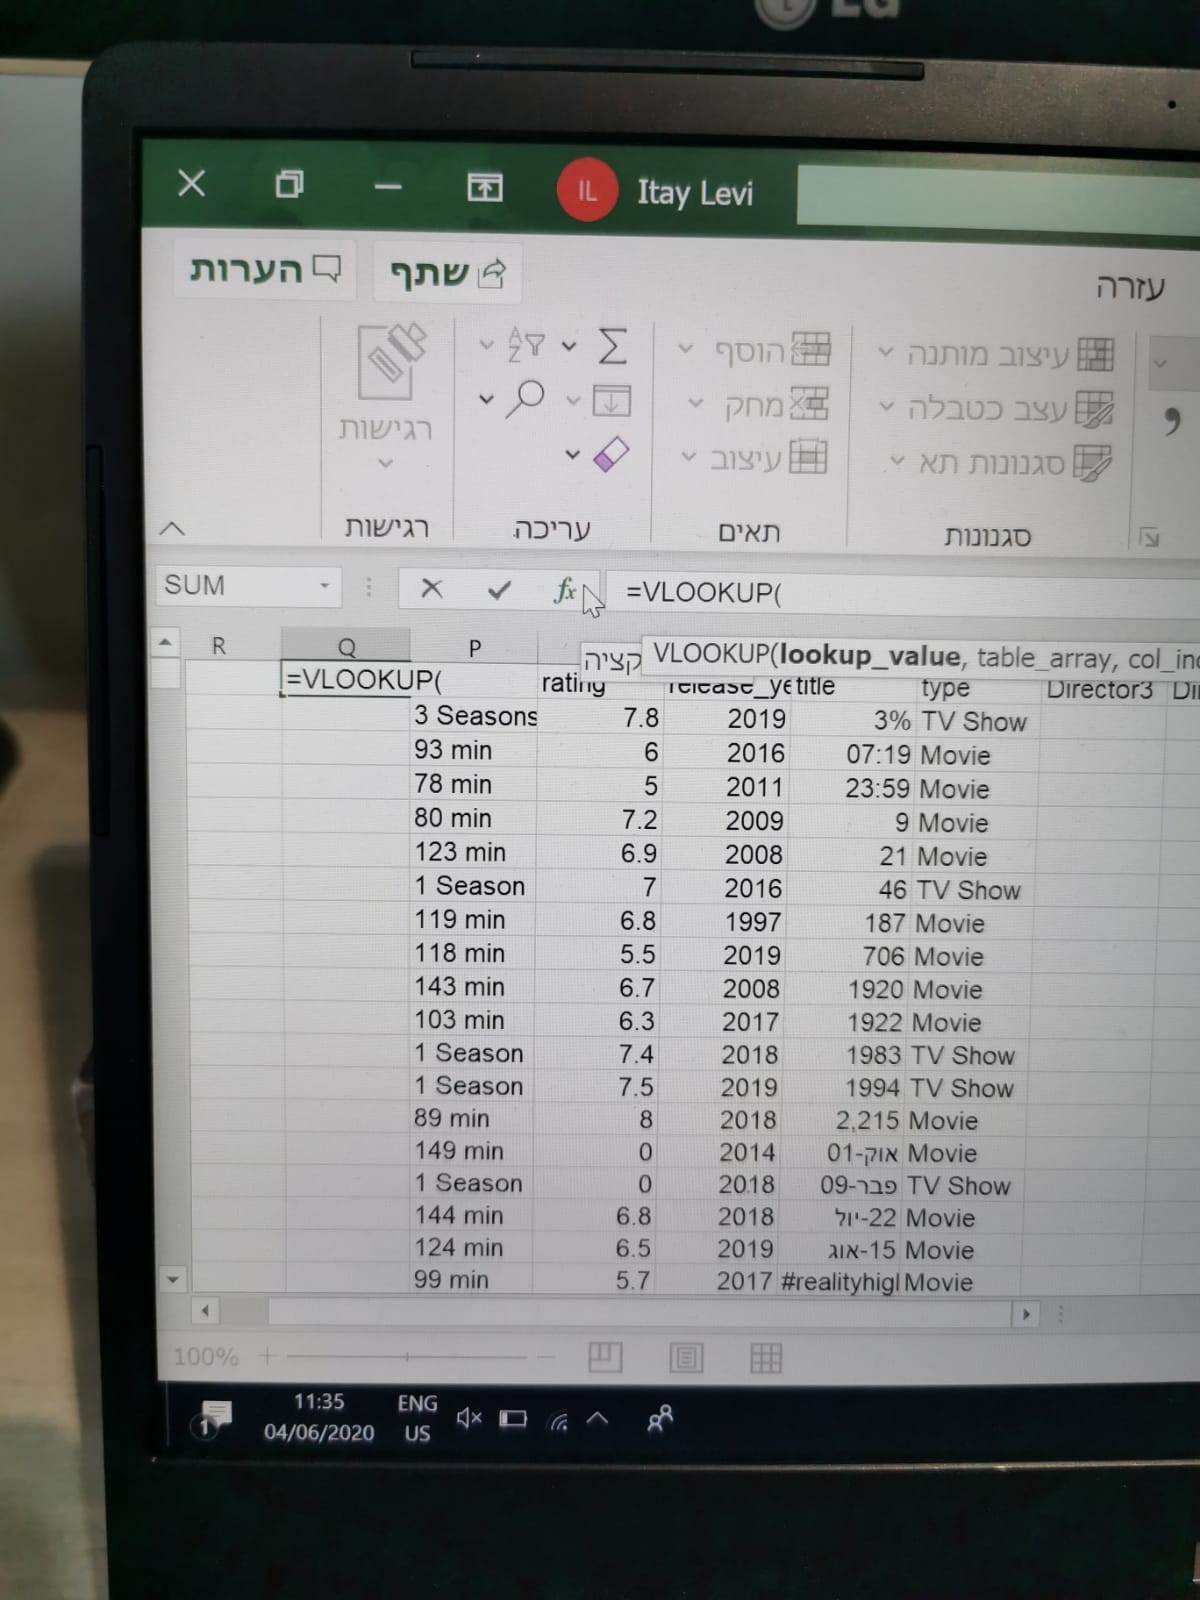 LG
Itay Levi
עזרה
שתף
הערות
עיצוב מותנה
הוסף
עצב כטבלה
מחק
סגנונות תא
עיצוב
רגישות
סגנונות
תאים
עריכה
רגישות
SUM
fx
=VLOOKUP(
VLOOKUP(lookup_value, table_array, col_inc
R Q P
=VLOOKUP( rating release_ye title type Director3 Di
3 Seasons 7.8 2019 3% TV Show
93 min 6 2016 07:19 Movie
78 min 5 2011 23:59 Movie
80 min 7.2 2009 9 Movie
123 min 6.9 2008 21 Movie
1 Season 7 2016 46 TV Show
119 min 6.8 1997 187 Movie
118 min 5.5 2019 706 Movie
143 min 6.7 2008 1920 Movie
103 min 6.3 2017 1922 Movie
1 Season 7.4 2018 1983 TV Show
1 Season 7.5 2019 1994 TV Show
89 min 8 2018 2,215 Movie
149 min 0 2014 01-אוק Movie
1 Season 0 2018 09-פבר TV Show
144 min 6.8 2018 22-יול Movie
124 min 6.5 2019 15-אוג Movie
99 min 5.7 2017 #realityhigl Movie
100%
1
11:35
04/06/2020
ENG
US